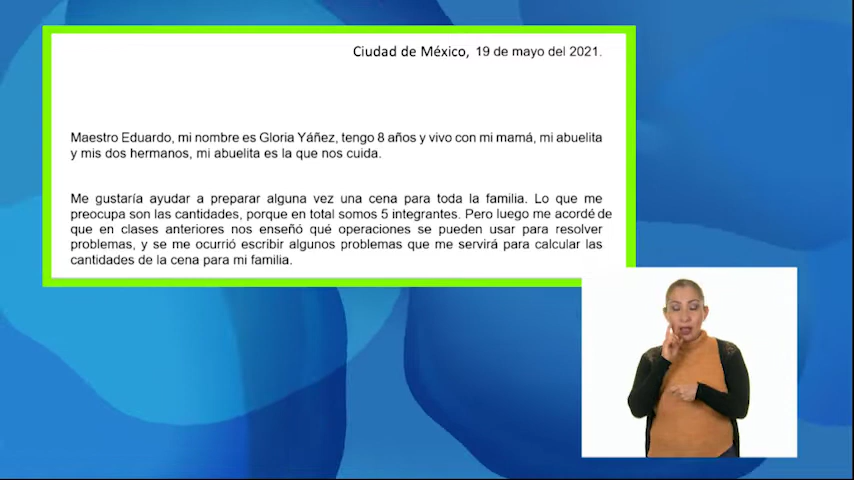 Ciudad de México, 19 de mayo del 2021.
Maestro Eduardo, mi nombre es Gloria Yáñez, tengo 8 años y vivo con mi mamá, mi abuelita
y mis dos hermanos, mi abuelita es la que nos cuida.
Me gustaría ayudar a preparar alguna vez una cena para toda la familia. Lo que me
preocupa son las cantidades, porque en total somos 5 integrantes. Pero luego me acordé de
que en clases anteriores nos enseñó qué operaciones se pueden usar para resolver
problemas, y se me ocurrió escribir algunos problemas que me servirá para calcular las
cantidades de la cena para mi familia.